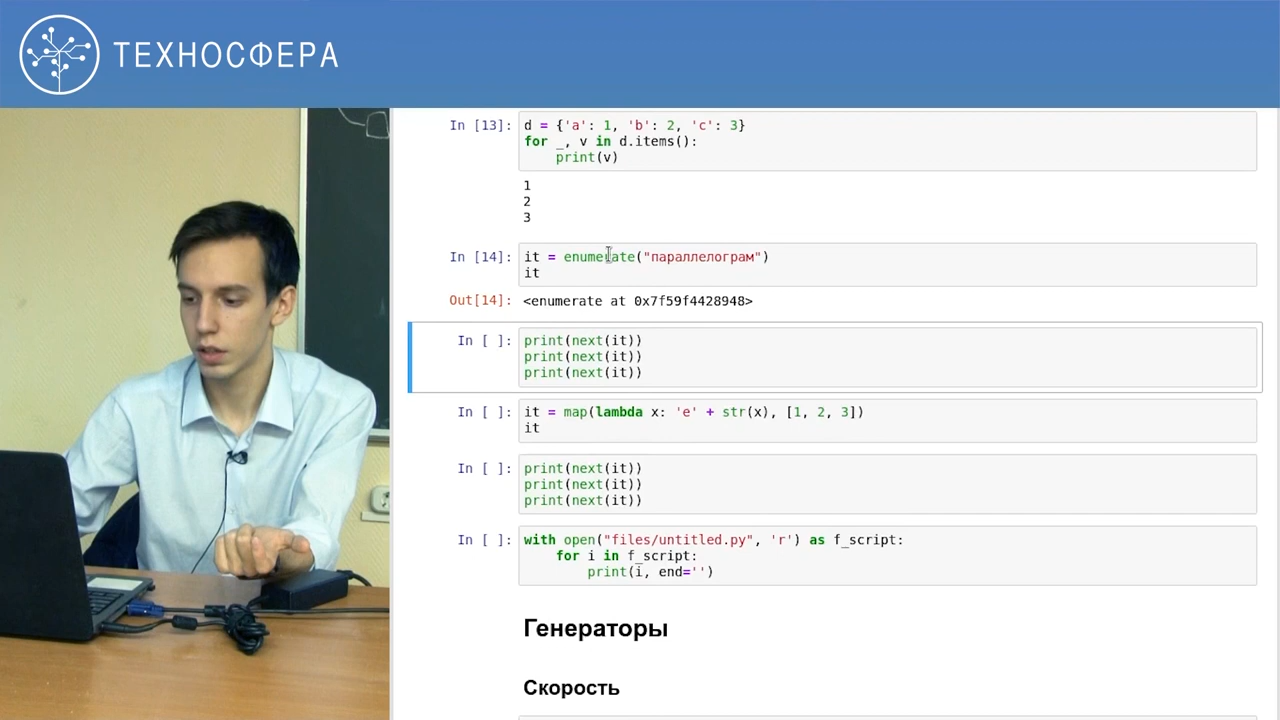 ТЕХНОСФЕРА
In [13]: d = {'a': 1, 'b': 2, 'c': 3}
for _, v in d.items():
print(v)
1
2
3
In [14]: it = enumerate("параллелограм")
it
Out[14]: <enumerate at 0x7f59f4428948>
In [ ]: print(next(it))
print(next(it))
print(next(it))
In [ ]: it = map(lambda x: 'e' + str(x), [1, 2, 3])
it
In [ ]: print(next(it))
print(next(it))
print(next(it))
In [ ]: with open("files/untitled.py", 'r') as f_script:
for i in f_script:
print(i, end='')
Генераторы
Скорость